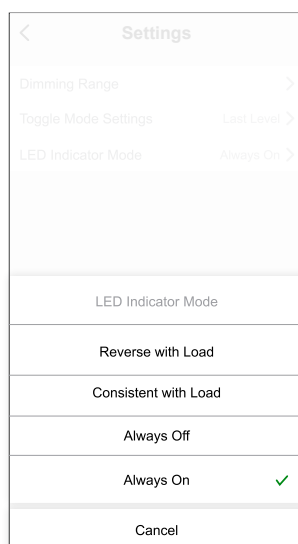 Settings
Dimming Range
Toggle Mode Settings Last Level
LED Indicator Mode Always On
LED Indicator Mode
Reverse with Load
Consistent with Load
Always Off
Always On
Cancel